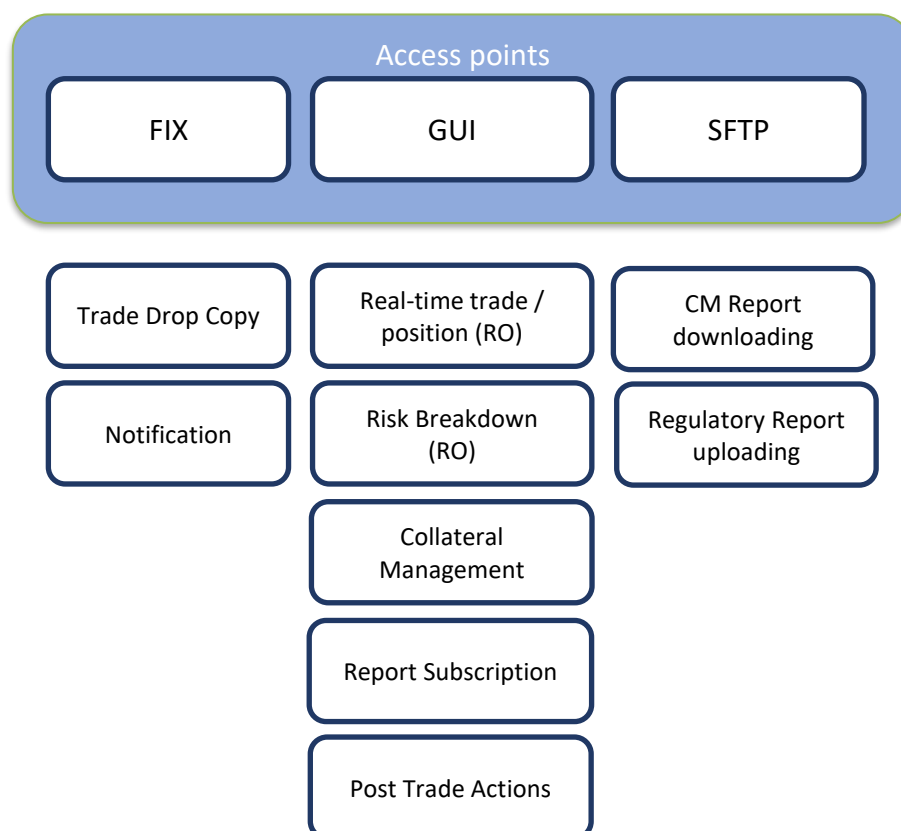 Access points
FIX
GUI
SFTP
Trade Drop Copy
Real-time trade /
position (RO)
CM Report
downloading
Notification
Risk Breakdown
(RO)
Regulatory Report
uploading
Collateral
Management
Report Subscription
Post Trade Actions